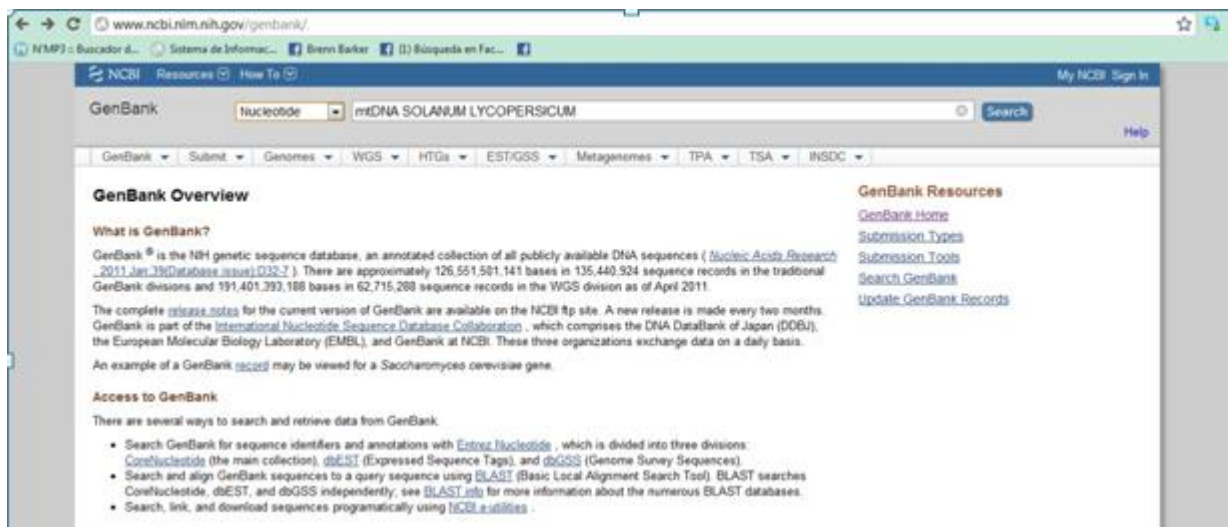 www.ncbi.nlm.nih.gov/genbank/
N'MP3 :: Buscador d... Sistema de Informac... Brenn Barker (1) Búsqueda en Fac...
NCBI Resources How To My NCBI Sign In
GenBank Nucleotide mtDNA SOLANUM LYCOPERSICUM Search
Help
GenBank Submit Genomes WGS HTGs EST/GSS Metagenomes TPA TSA INSDC
GenBank Overview
GenBank Resources
What is GenBank?
GenBank Home
Submission Types
Submission Tools
Search GenBank
Update GenBank Records
GenBank ® is the NIH genetic sequence database, an annotated collection of all publicly available DNA sequences ( Nucleic Acids Research
, 2011 Jan;39(Database issue):D32-7 ). There are approximately 126,551,501,141 bases in 135,440,924 sequence records in the traditional
GenBank divisions and 191,401,393,188 bases in 62,715,288 sequence records in the WGS division as of April 2011.
The complete release notes for the current version of GenBank are available on the NCBI ftp site. A new release is made every two months.
GenBank is part of the International Nucleotide Sequence Database Collaboration , which comprises the DNA DataBank of Japan (DDBJ),
the European Molecular Biology Laboratory (EMBL), and GenBank at NCBI. These three organizations exchange data on a daily basis.
An example of a GenBank record may be viewed for a Saccharomyces cerevisiae gene.
Access to GenBank
There are several ways to search and retrieve data from GenBank.
• Search GenBank for sequence identifiers and annotations with Entrez Nucleotide , which is divided into three divisions:
CoreNucleotide (the main collection), dbEST (Expressed Sequence Tags), and dbGSS (Genome Survey Sequences).
• Search and align GenBank sequences to a query sequence using BLAST (Basic Local Alignment Search Tool). BLAST searches
CoreNucleotide, dbEST, and dbGSS independently; see BLAST info for more information about the numerous BLAST databases.
• Search, link, and download sequences programatically using NCBI e-utilities .